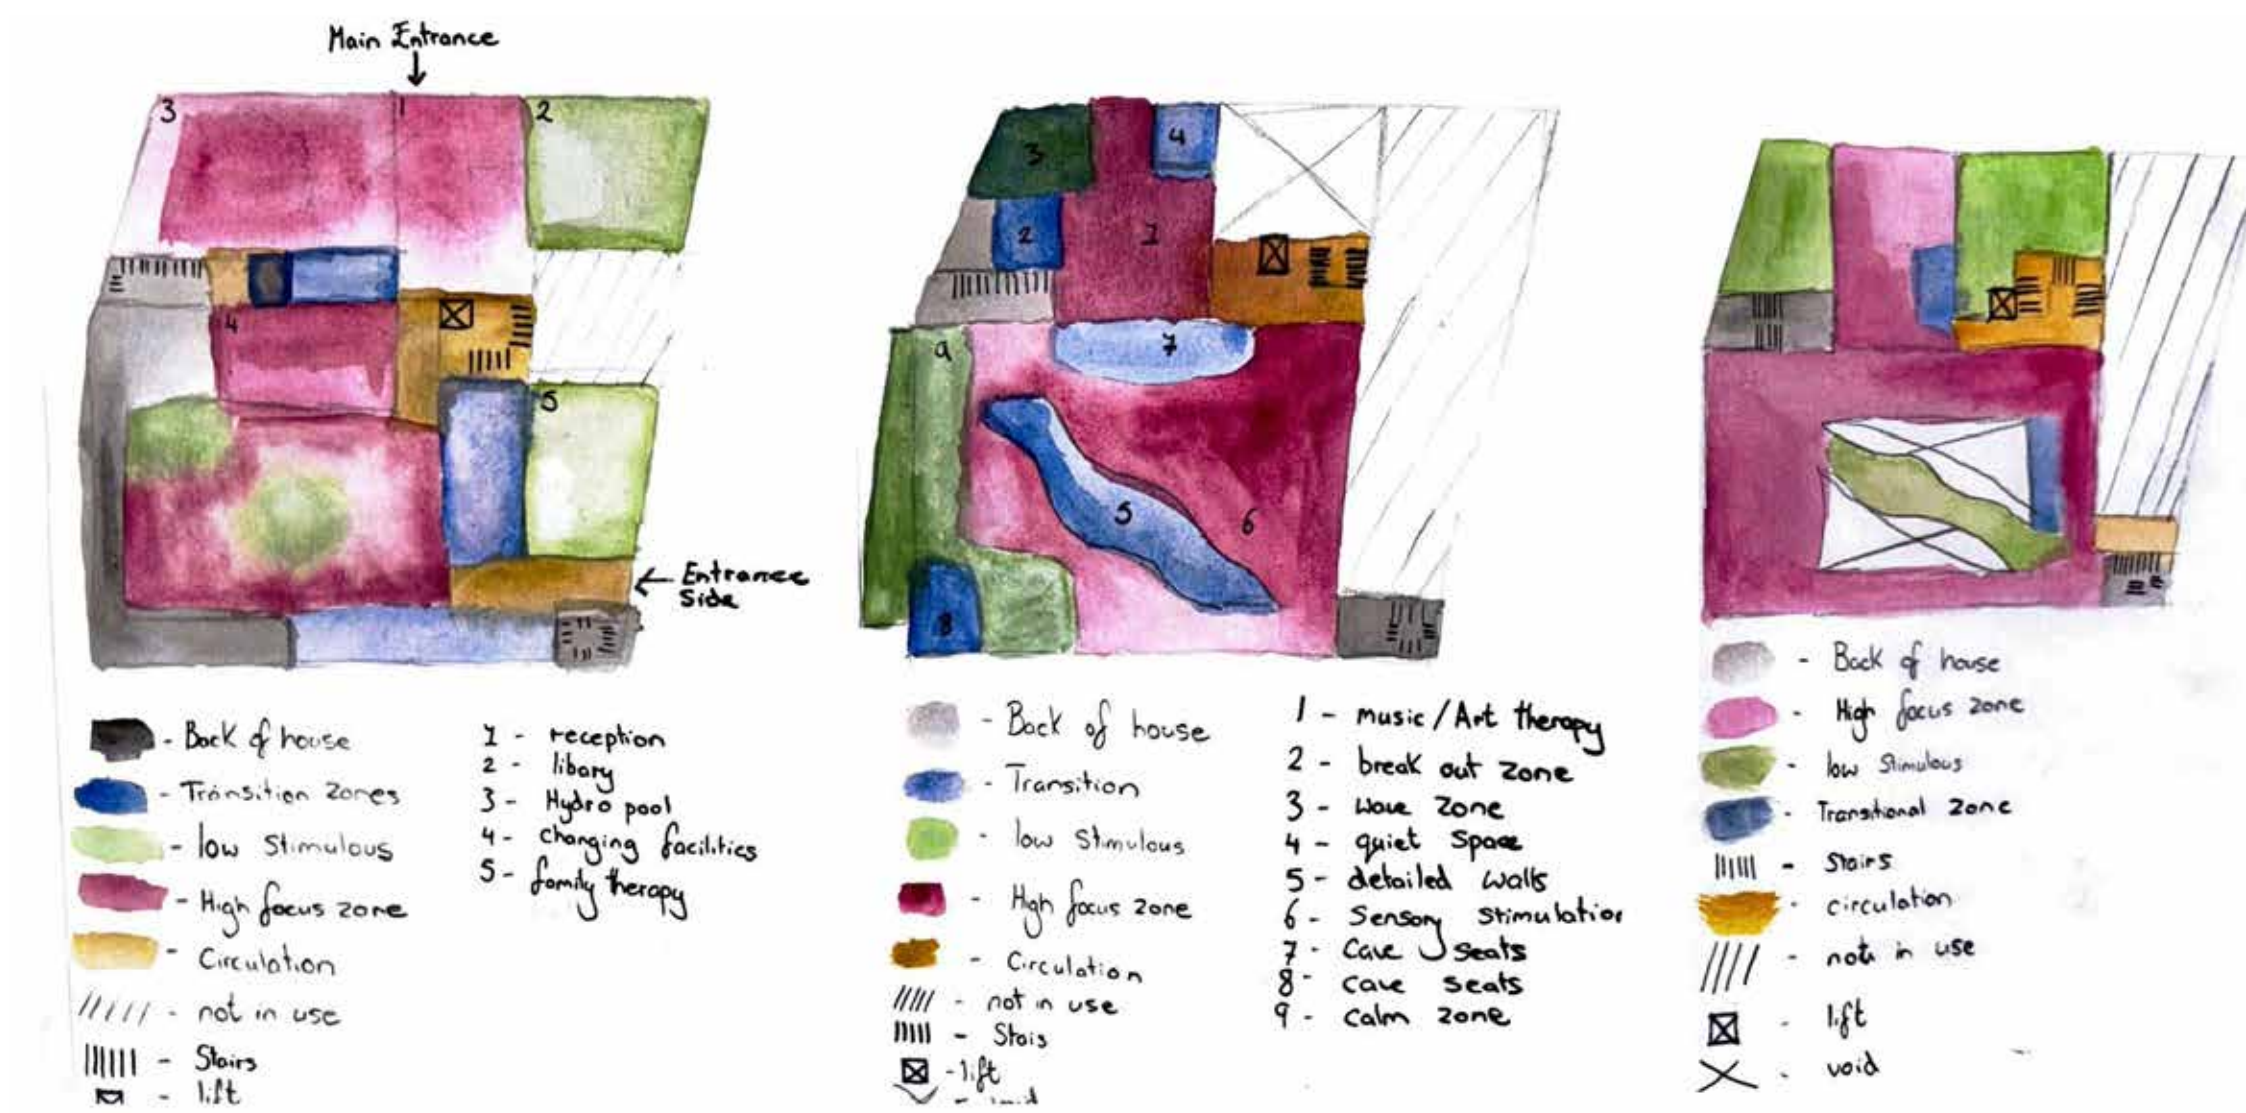 Main Entrance
3
1
2
4
5
Entrance
Side
Back of house
Transition Zones
low Stimulous
High focus zone
Circulation
not in use
Stairs
lift
1 - reception
2 - libary
3 - Hydro pool
4 - changing facilities
5 - family therapy
3
4
2
1
9
7
5
6
8
- Back of house
- Transition
- low Stimulous
- High focus zone
- Circulation
- not in use
- Stais
- lift
1 - music/Art therapy
2 - break out zone
3 - wave zone
4 - quiet Space
5 - detailed walls
6 - Sensory Stimulation
7 - Cave Seats
8 - cave seats
9 - calm zone
- Back of house
- High focus zone
- low Stimulous
- Transitional zone
- Stairs
- circulation
- not in use
- lift
- void